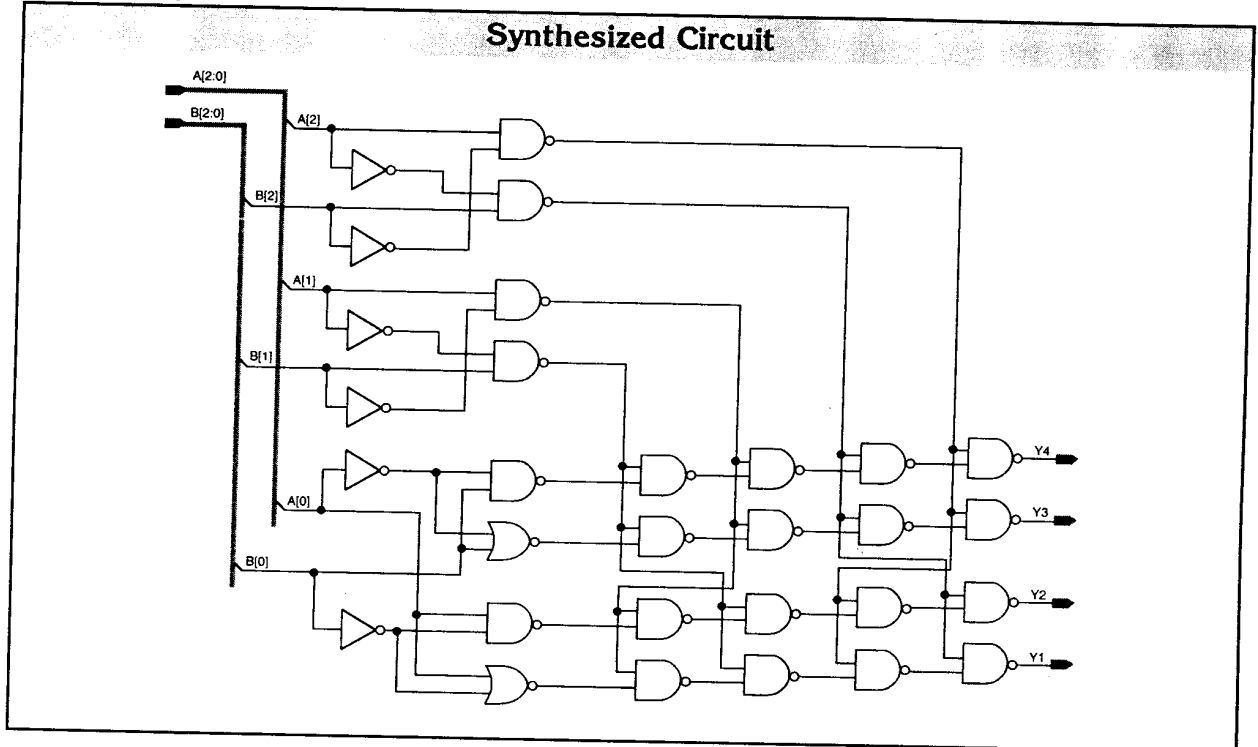 Synthesized Circuit
A[2:0]
B[2:0]
A[2]
B[2]
A[1]
B[1]
A[0]
B[0]
Y4
Y3
Y2
Y1